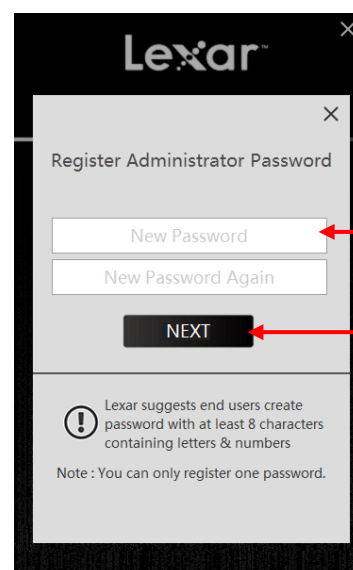 Lexar™
Register Administrator Password
New Password
New Password Again
NEXT
Lexar suggests end users create
password with at least 8 characters
containing letters & numbers
Note : You can only register one password.